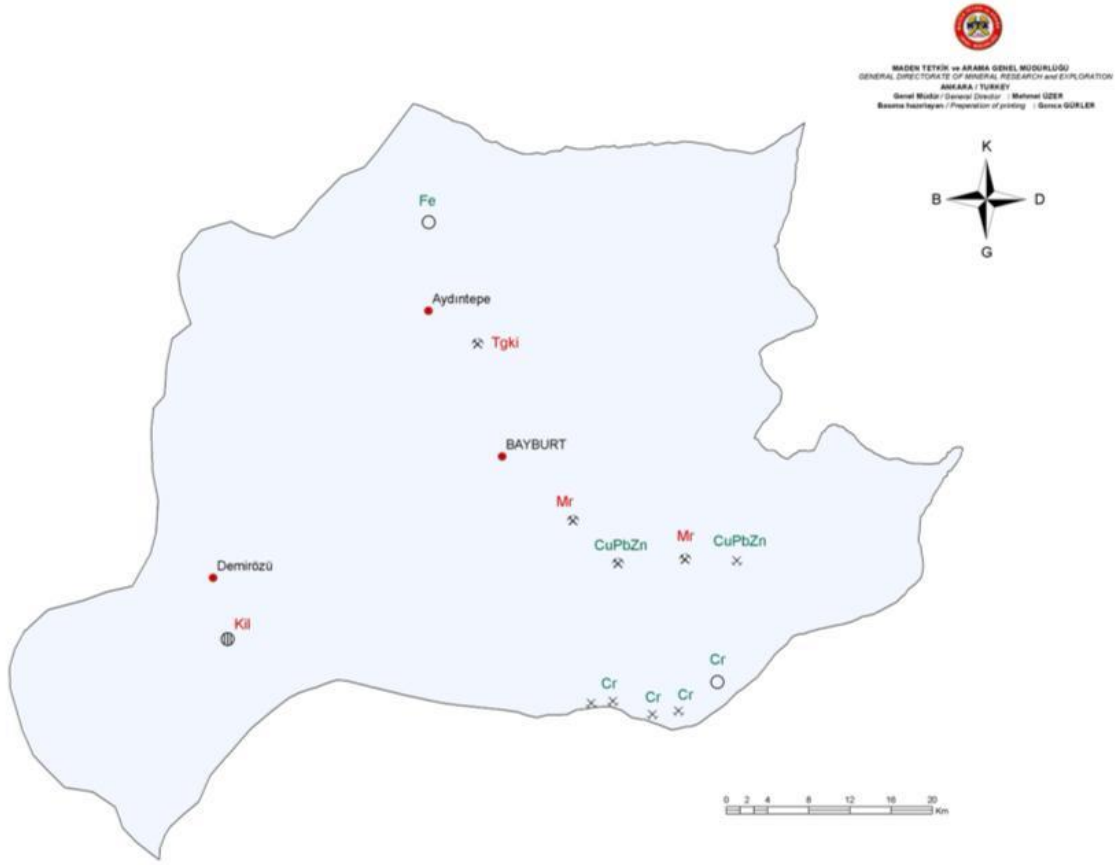 MADEN TETKİK ve ARAMA GENEL MÜDÜRLÜĞÜ
GENERAL DIRECTORATE OF MINERAL RESEARCH and EXPLORATION
ANKARA / TURKEY
Genel Müdür / General Director : Mehmet ÜZER
Basıma hazırlayan / Preparation of printing : Gonca GÜRLER
K
B D
G
Fe
Aydıntepe
Tgki
BAYBURT
Mr
Mr CuPbZn
CuPbZn
Demirözü
Kil
Cr
Cr
Cr Cr
0 2 4 8 12 16 20
Km